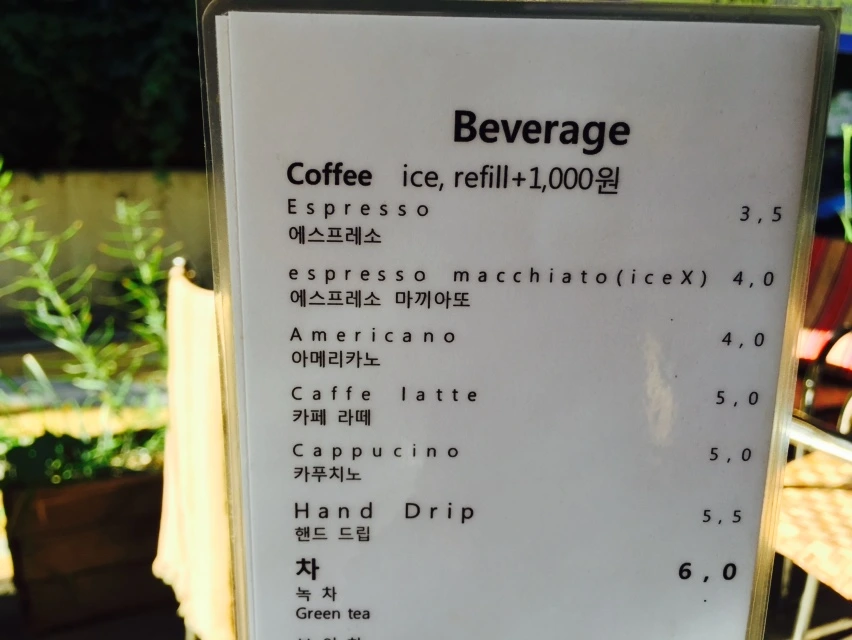 Beverage
Coffee ice, refill+1,000원
Espresso 3,5
에스프레소
espresso macchiato(iceX) 4,0
에스프레소 마끼아또
Americano 4,0
아메리카노
Caffe latte 5,0
카페 라떼
Cappucino 5,0
카푸치노
Hand Drip 5,5
핸드 드립
차 6,0
녹 차
Green tea